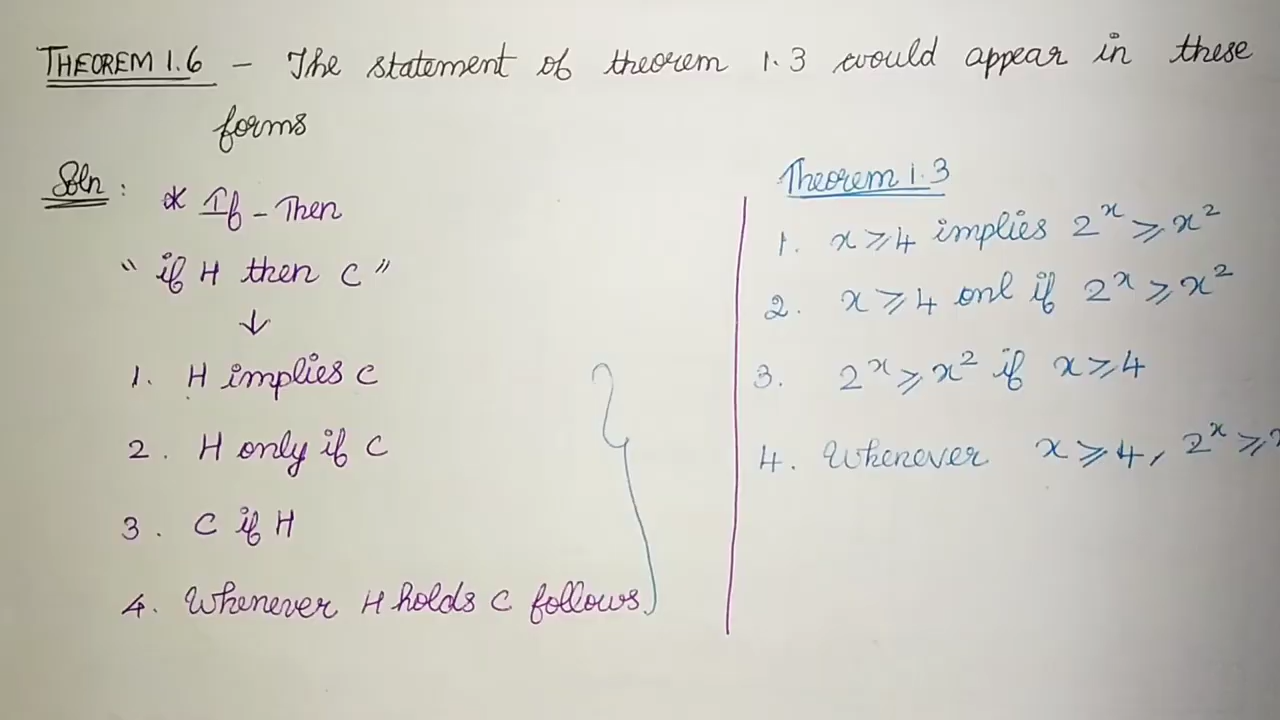 THEOREM 1.6 – The statement of theorem 1.3 would appear in these
forms
Soln :
* If – Then
" if H then C "
↓
1. H implies C
2. H only if C
3. C if H
4. Whenever H holds C follows.
Theorem 1.3
1. x ≥ 4 implies 2^x ≥ x^2
2. x ≥ 4 onl if 2^x ≥ x^2
3. 2^x ≥ x^2 if x ≥ 4
4. Whenever x ≥ 4, 2^x ≥